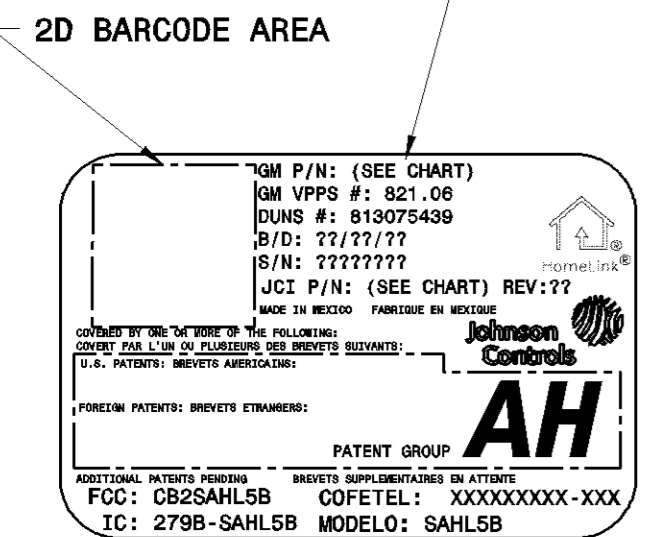 2D BARCODE AREA
GM P/N: (SEE CHART)
GM VPPS #: 821.06
DUNS #: 813075439
B/D: ??/??/??
S/N: ????????
HomeLink®
JCI P/N: (SEE CHART) REV:??
MADE IN MEXICO FABRIQUE EN MEXIQUE
Johnson
Controls
COVERED BY ONE OR MORE OF THE FOLLOWING:
COVERT PAR L'UN OU PLUSIEURS DES BREVETS SUIVANTS:
U.S. PATENTS: BREVETS AMERICAINS:
FOREIGN PATENTS: BREVETS ETRANGERS:
PATENT GROUP AH
ADDITIONAL PATENTS PENDING BREVETS SUPPLEMENTAIRES EN ATTENTE
FCC: CB2SAHL5B COFETEL: XXXXXXXXX-XXX
IC: 279B-SAHL5B MODELO: SAHL5B